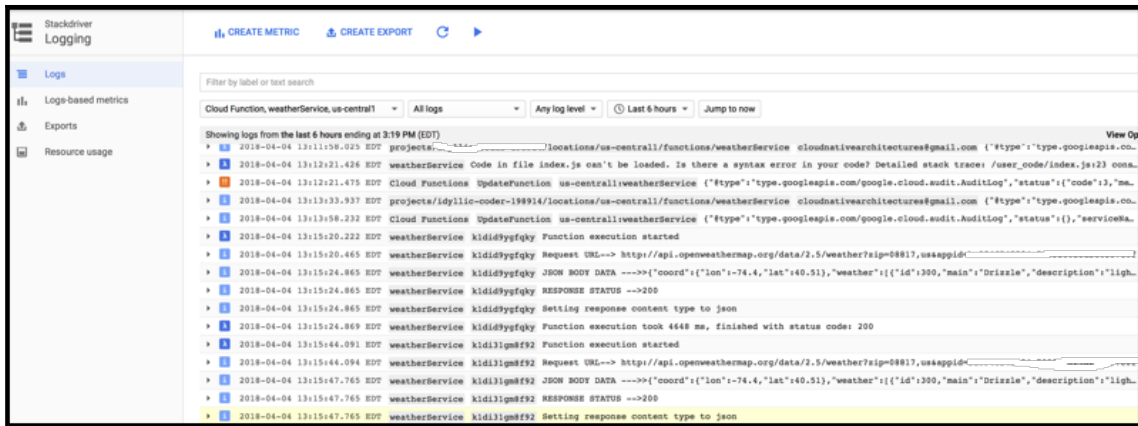 Stackdriver
Logging
CREATE METRIC
CREATE EXPORT
Logs
Logs-based metrics
Exports
Resource usage
Filter by label or text search
Cloud Function, weatherService, us-central1
All logs
Any log level
Last 6 hours
Jump to now
Showing logs from the last 6 hours ending at 3:19 PM (EDT)
View Op
2018-04-04 13:11:58.025 EDT projects/ /locations/us-central1/functions/weatherService cloudnativearchitectures@gmail.com {"@type":"type.googleapis.co…
2018-04-04 13:12:21.426 EDT weatherService Code in file index.js can't be loaded. Is there a syntax error in your code? Detailed stack trace: /user_code/index.js:23 cons…
2018-04-04 13:12:21.475 EDT Cloud Functions UpdateFunction us-central1:weatherService {"@type":"type.googleapis.com/google.cloud.audit.AuditLog","status":{"code":3,"me…
2018-04-04 13:13:33.937 EDT projects/idyllic-coder-198914/locations/us-central1/functions/weatherService cloudnativearchitectures@gmail.com {"@type":"type.googleapis.co…
2018-04-04 13:13:58.232 EDT Cloud Functions UpdateFunction us-central1:weatherService {"@type":"type.googleapis.com/google.cloud.audit.AuditLog","status":{},"serviceNa…
2018-04-04 13:15:20.222 EDT weatherService k1did9ygfqky Function execution started
2018-04-04 13:15:20.465 EDT weatherService k1did9ygfqky Request URL--> http://api.openweathermap.org/data/2.5/weather?zip=08817,us&appid=
2018-04-04 13:15:24.865 EDT weatherService k1did9ygfqky JSON BODY DATA --->>{"coord":{"lon":-74.4,"lat":40.51},"weather":[{"id":300,"main":"Drizzle","description":"ligh…
2018-04-04 13:15:24.865 EDT weatherService k1did9ygfqky RESPONSE STATUS -->200
2018-04-04 13:15:24.865 EDT weatherService k1did9ygfqky Setting response content type to json
2018-04-04 13:15:24.869 EDT weatherService k1did9ygfqky Function execution took 4648 ms, finished with status code: 200
2018-04-04 13:15:44.091 EDT weatherService k1di31gm8f92 Function execution started
2018-04-04 13:15:44.094 EDT weatherService k1di31gm8f92 Request URL--> http://api.openweathermap.org/data/2.5/weather?zip=08817,us&appid=
2018-04-04 13:15:47.765 EDT weatherService k1di31gm8f92 JSON BODY DATA --->>{"coord":{"lon":-74.4,"lat":40.51},"weather":[{"id":300,"main":"Drizzle","description":"ligh…
2018-04-04 13:15:47.765 EDT weatherService k1di31gm8f92 RESPONSE STATUS -->200
2018-04-04 13:15:47.765 EDT weatherService k1di31gm8f92 Setting response content type to json